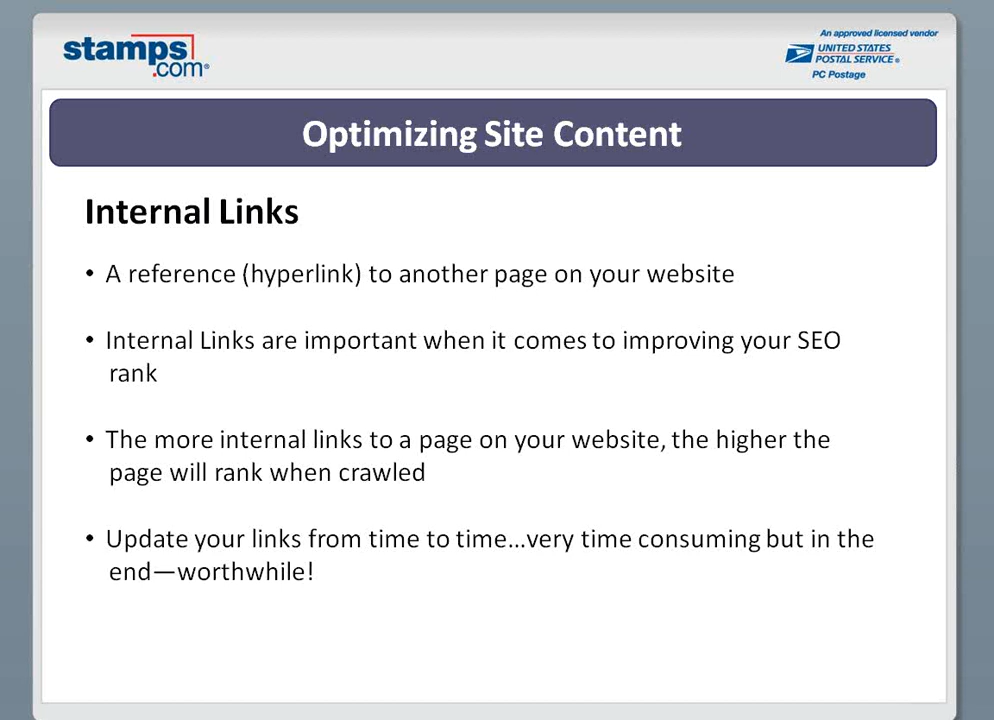 stamps
.com®
An approved licensed vendor
UNITED STATES
POSTAL SERVICE®
PC Postage
Optimizing Site Content
Internal Links
• A reference (hyperlink) to another page on your website
• Internal Links are important when it comes to improving your SEO
rank
• The more internal links to a page on your website, the higher the
page will rank when crawled
• Update your links from time to time...very time consuming but in the
end—worthwhile!